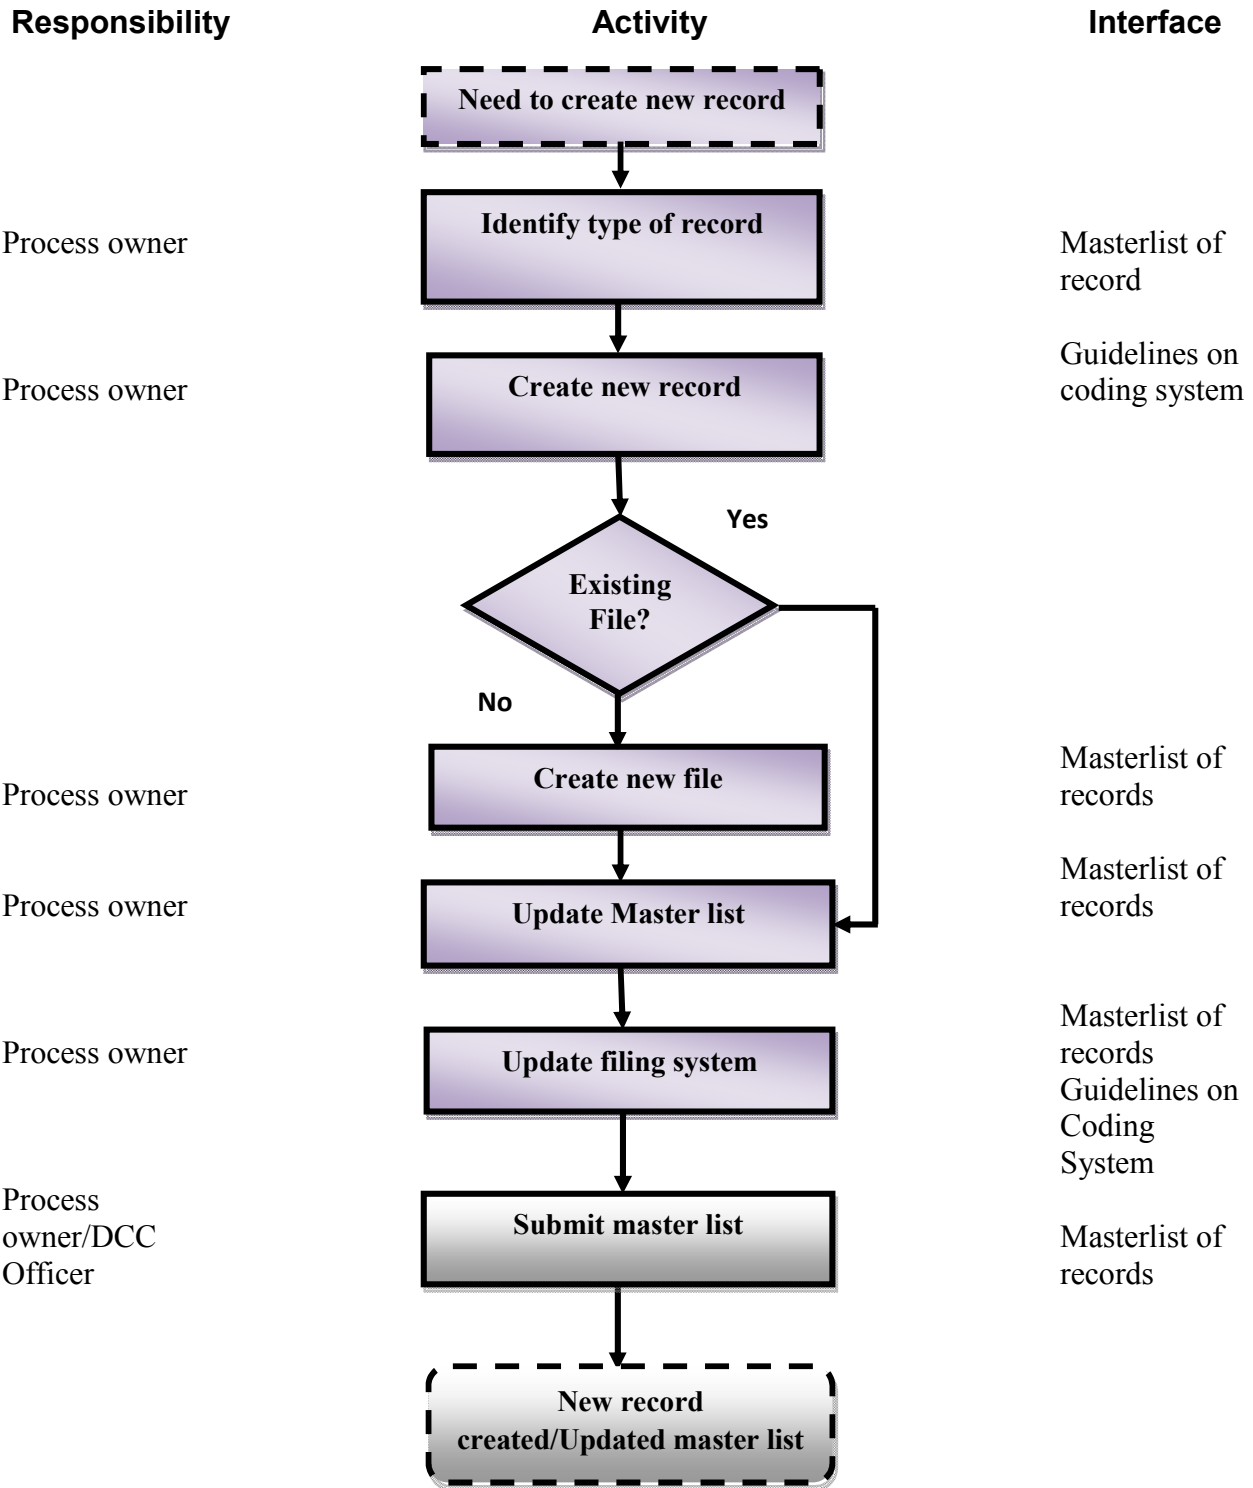 Responsibility
Activity
Interface
Need to create new record
Identify type of record
Process owner
Masterlist of
record
Create new record
Process owner
Guidelines on
coding system
Yes
Existing
File?
No
Create new file
Process owner
Masterlist of
records
Update Master list
Process owner
Masterlist of
records
Update filing system
Process owner
Masterlist of
records
Guidelines on
Coding
System
Process
owner/DCC
Officer
Submit master list
Masterlist of
records
New record
created/Updated master list